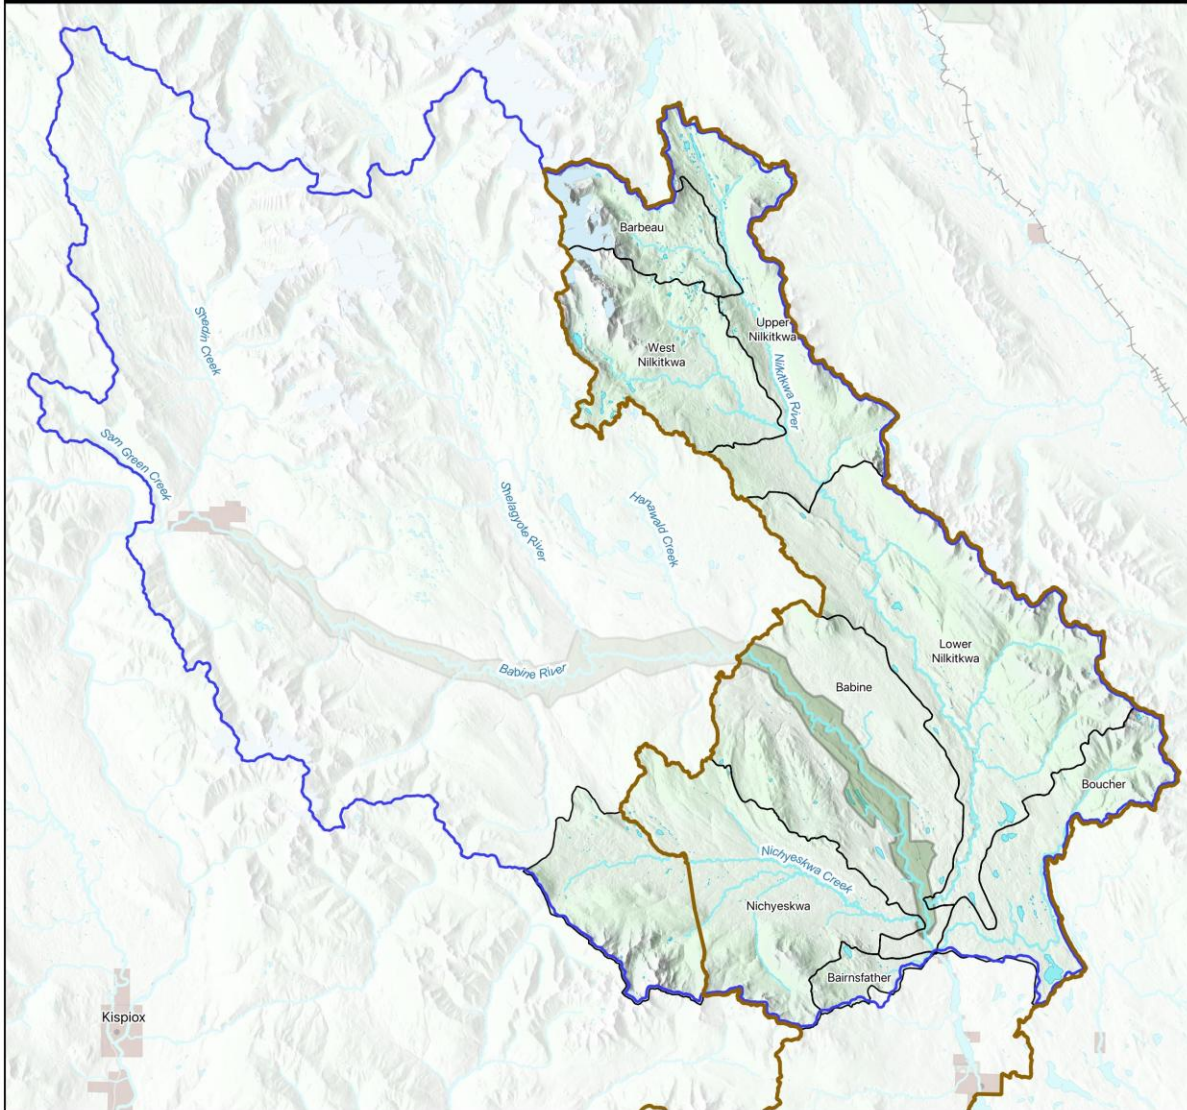 Barbeau
Shedin Creek
Upper
Nilkitkwa
West
Nilkitkwa
Nilkitkwa River
Sam Green Creek
Shelagyote River
Hanawald Creek
Lower
Nilkitkwa
Babine River
Babine
Boucher
Nichyeskwa Creek
Nichyeskwa
Bairnsfather
Kispiox